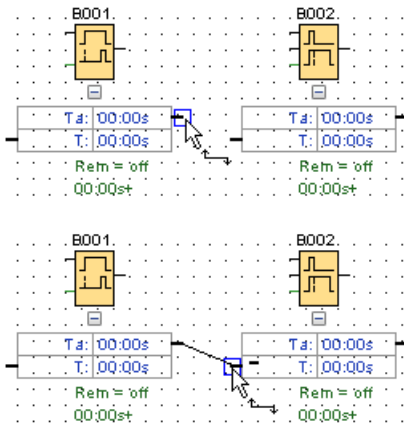 B001
B002
Ta: 00:00s
Ta: 00:00s
T: 00:00s
T: 00:00s
Rem = off
Rem = off
00:00s+
00:00s+
B001
B002
Ta: 00:00s
Ta: 00:00s
T: 00:00s
T: 00:00s
Rem = off
Rem = off
00:00s+
00:00s+